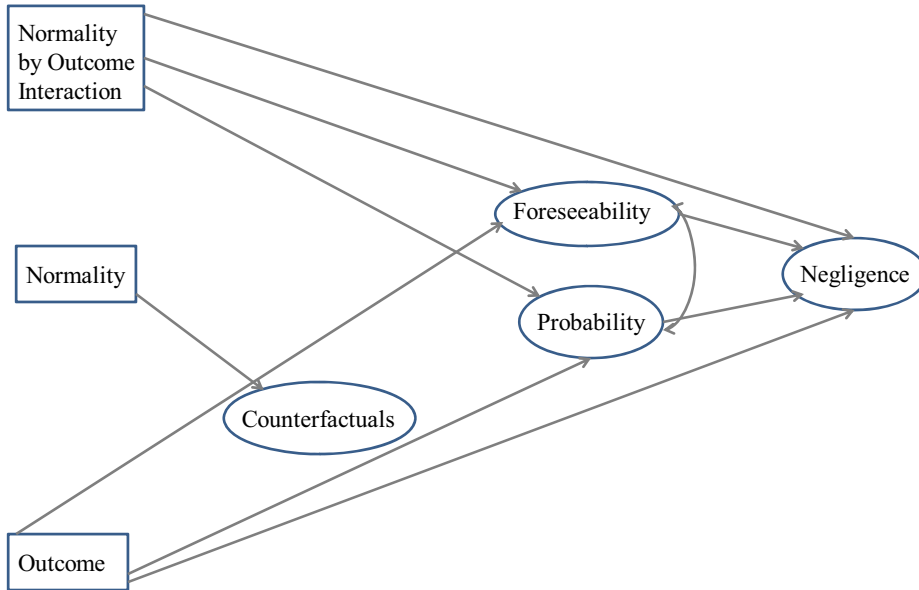 Normality
by Outcome
Interaction
Foreseeability
Normality
Negligence
Probability
Counterfactuals
Outcome